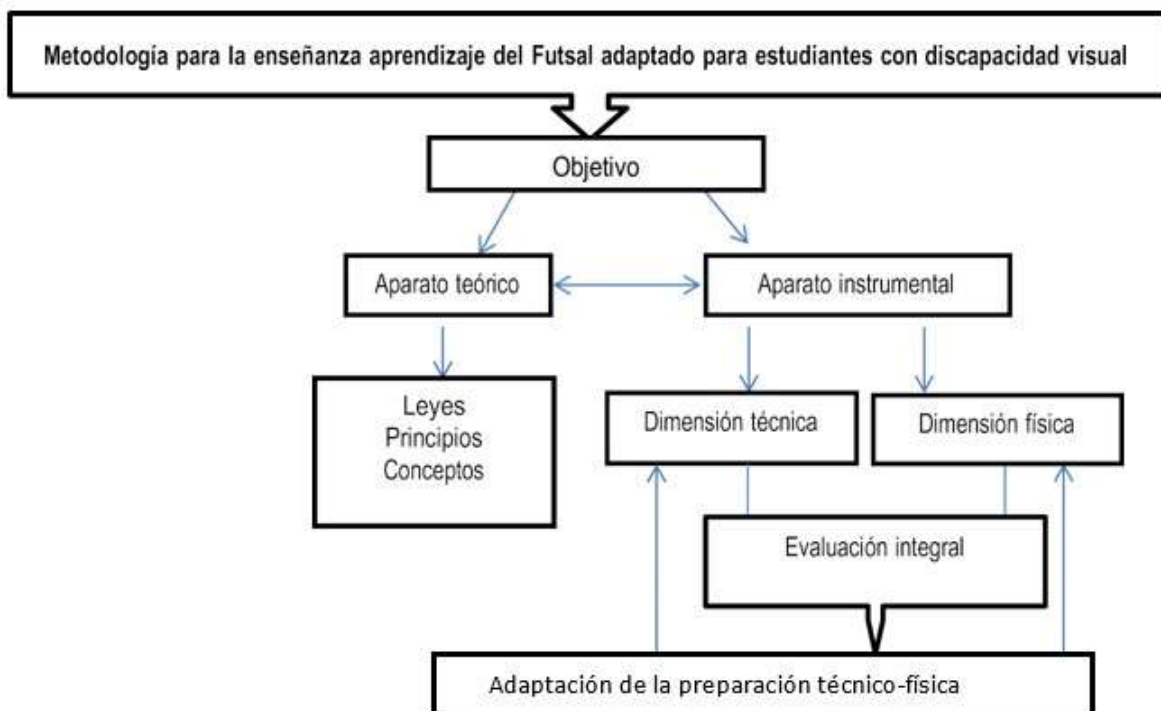 Metodología para la enseñanza aprendizaje del Futsal adaptado para estudiantes con discapacidad visual
Objetivo
Aparato teórico
Aparato instrumental
Leyes
Principios
Conceptos
Dimensión técnica
Dimensión física
Evaluación integral
Adaptación de la preparación técnico-física